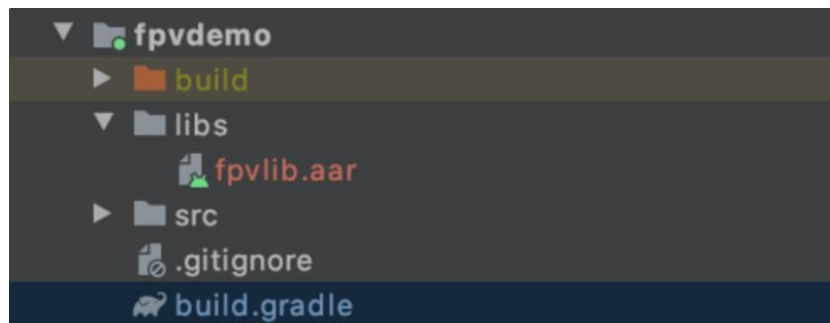 fpvdemo
build
libs
fpvlib.aar
src
.gitignore
build.gradle